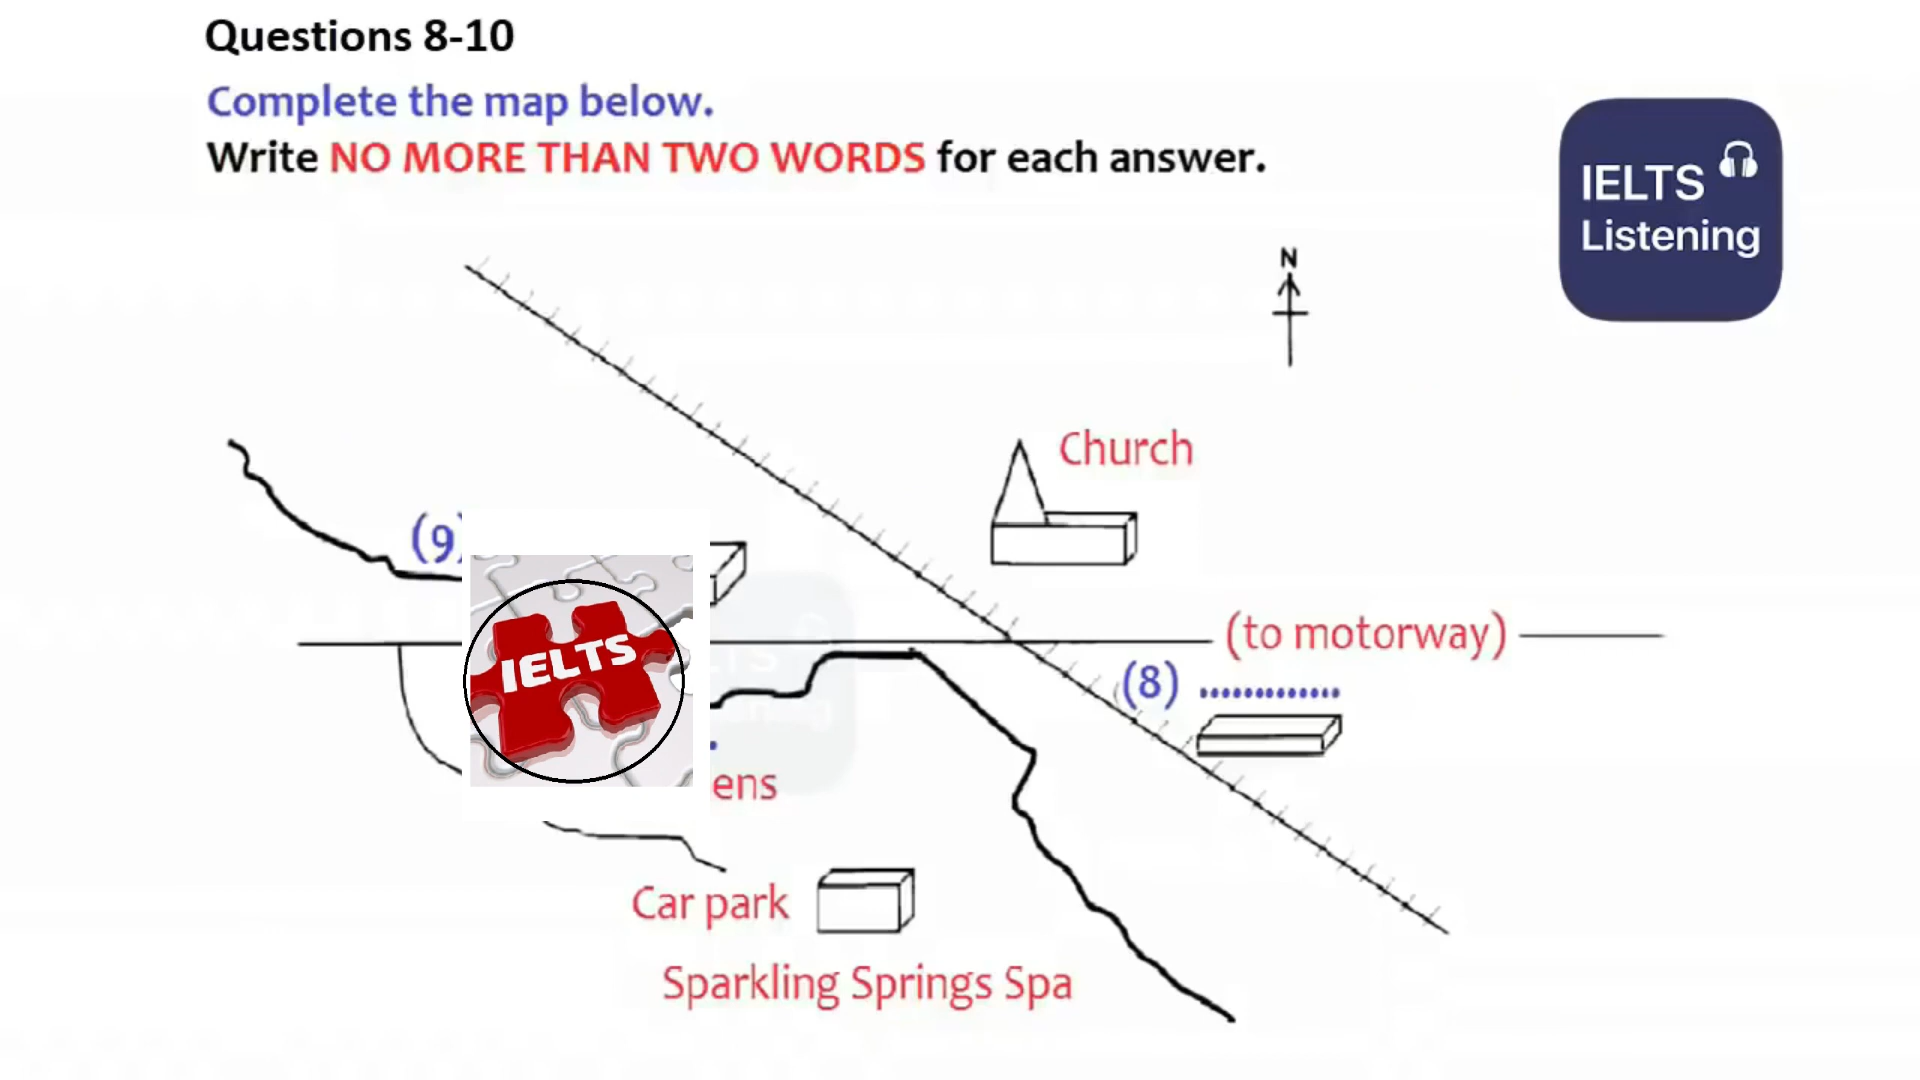 Questions 8-10
Complete the map below.
Write NO MORE THAN TWO WORDS for each answer.
IELTS
Listening
N
Church
(9)
IELTS
(to motorway)
(8) .............
ens
Car park
Sparkling Springs Spa